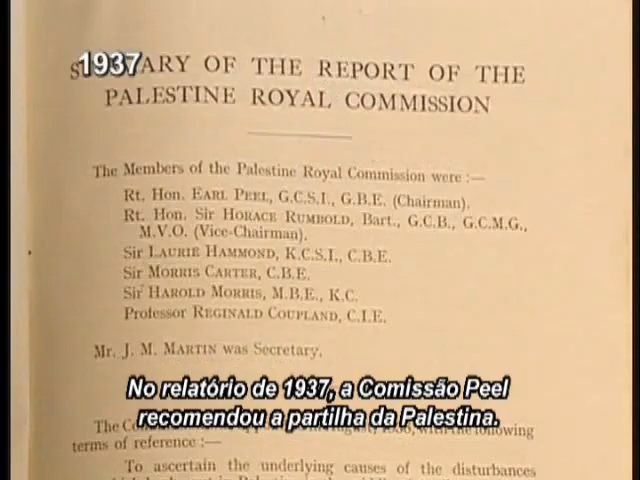 1937
SUMMARY OF THE REPORT OF THE
PALESTINE ROYAL COMMISSION
The Members of the Palestine Royal Commission were :—
Rt. Hon. EARL PEEL, G.C.S.I., G.B.E. (Chairman).
Rt. Hon. Sir HORACE RUMBOLD, Bart., G.C.B., G.C.M.G.,
M.V.O. (Vice-Chairman).
Sir LAURIE HAMMOND, K.C.S.I., C.B.E.
Sir MORRIS CARTER, C.B.E.
Sir HAROLD MORRIS, M.B.E., K.C.
Professor REGINALD COUPLAND, C.I.E.
Mr. J. M. MARTIN was Secretary.
No relatório de 1937, a Comissão Peel
recomendou a partilha da Palestina.
The following
terms of reference :—
To ascertain the underlying causes of the disturbances